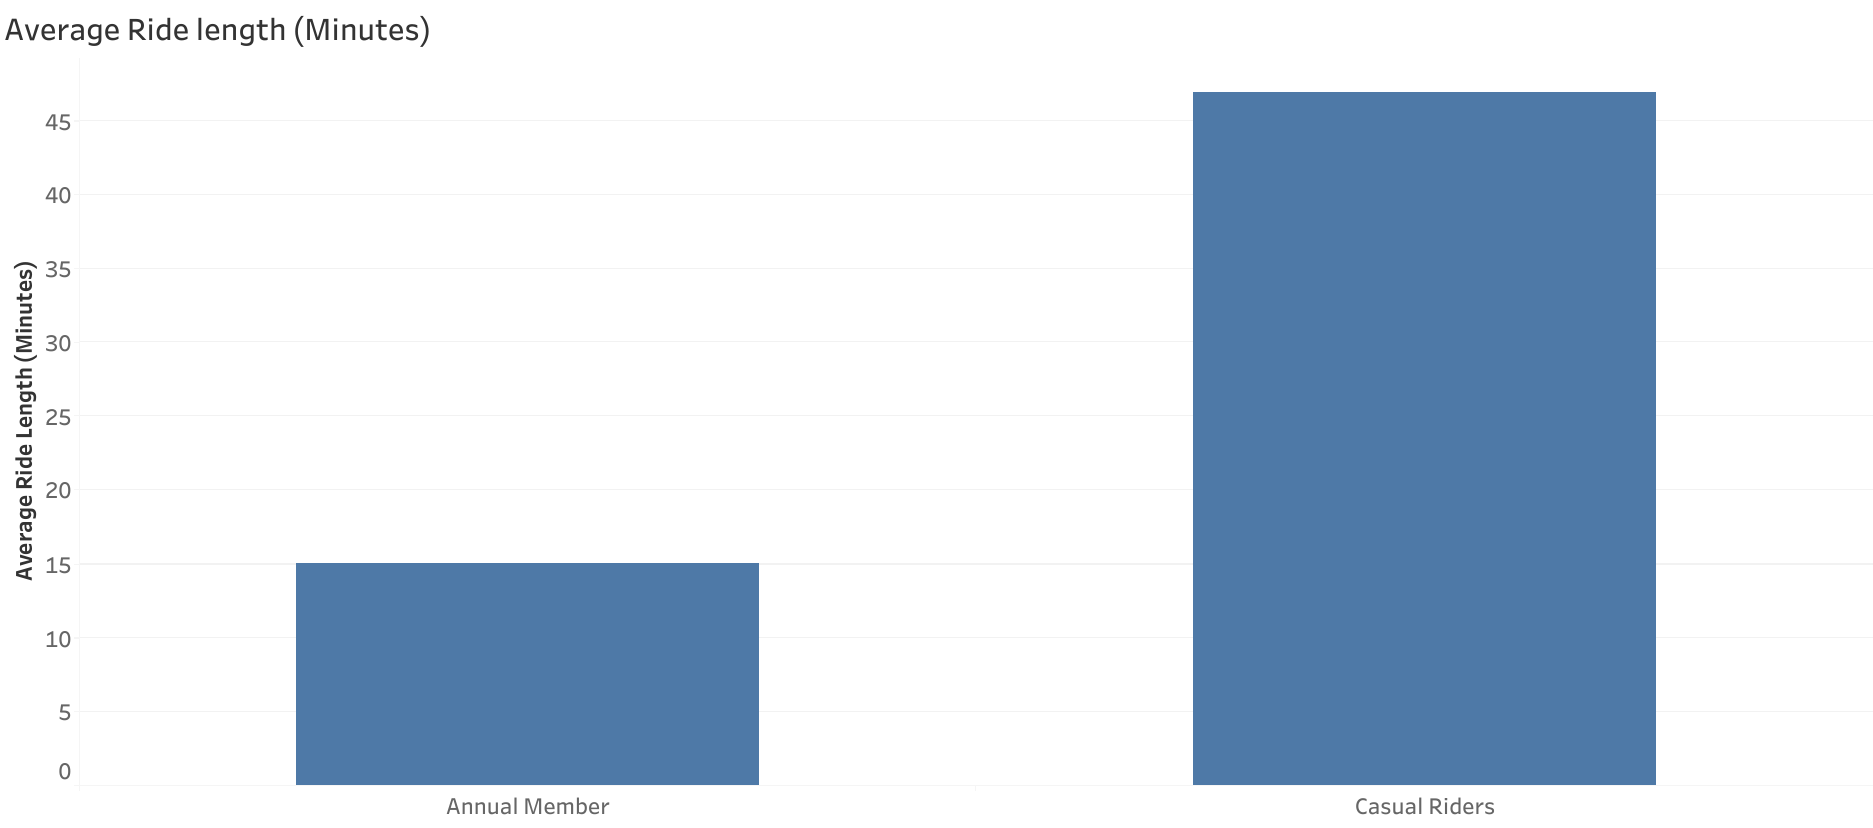 Average Ride length (Minutes)
Average Ride Length (Minutes)
45
40
35
30
25
20
15
10
5
0
Annual Member
Casual Riders